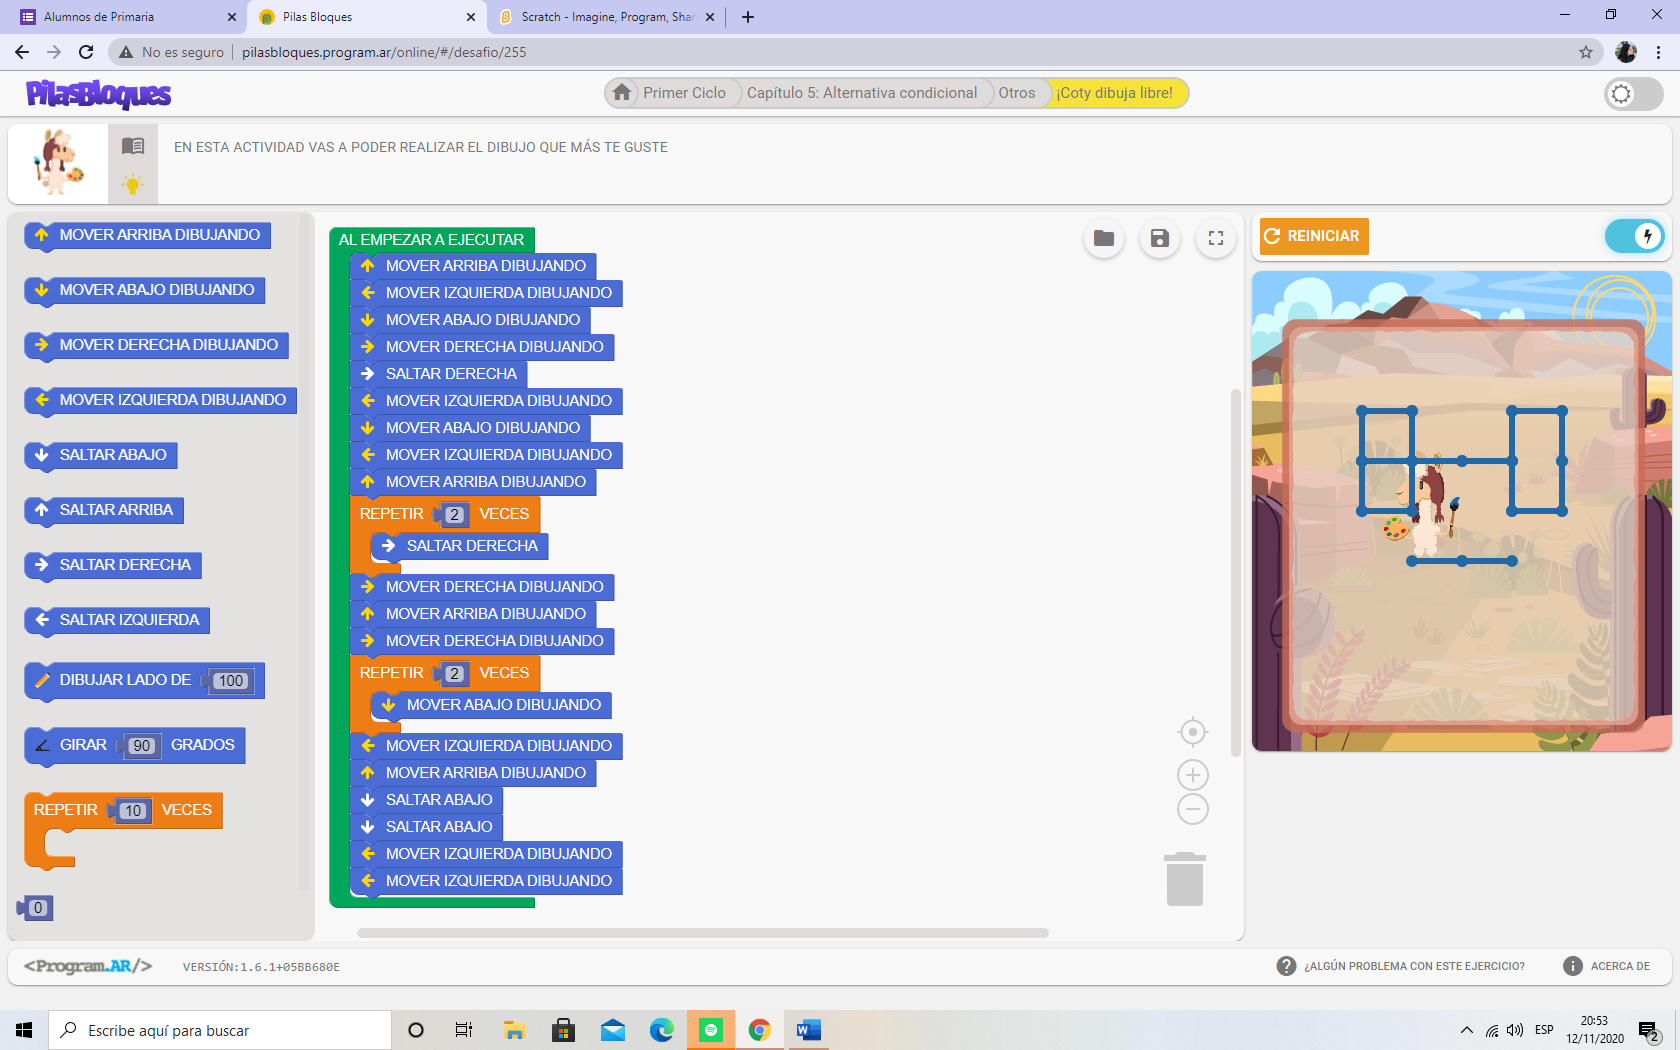 Alumnos de Primaria
Pilas Bloques
Scratch - Imagine, Program, Shar
No es seguro
pilasbloques.program.ar/online/#/desafio/255
PilasBloques
Primer Ciclo
Capítulo 5: Alternativa condicional
Otros
¡Coty dibuja libre!
EN ESTA ACTIVIDAD VAS A PODER REALIZAR EL DIBUJO QUE MÁS TE GUSTE
MOVER ARRIBA DIBUJANDO
MOVER ABAJO DIBUJANDO
MOVER DERECHA DIBUJANDO
MOVER IZQUIERDA DIBUJANDO
SALTAR ABAJO
SALTAR ARRIBA
SALTAR DERECHA
SALTAR IZQUIERDA
DIBUJAR LADO DE 100
GIRAR 90 GRADOS
REPETIR 10 VECES
0
AL EMPEZAR A EJECUTAR
MOVER ARRIBA DIBUJANDO
MOVER IZQUIERDA DIBUJANDO
MOVER ABAJO DIBUJANDO
MOVER DERECHA DIBUJANDO
SALTAR DERECHA
MOVER IZQUIERDA DIBUJANDO
MOVER ABAJO DIBUJANDO
MOVER IZQUIERDA DIBUJANDO
MOVER ARRIBA DIBUJANDO
REPETIR 2 VECES
SALTAR DERECHA
MOVER DERECHA DIBUJANDO
MOVER ARRIBA DIBUJANDO
MOVER DERECHA DIBUJANDO
REPETIR 2 VECES
MOVER ABAJO DIBUJANDO
MOVER IZQUIERDA DIBUJANDO
MOVER ARRIBA DIBUJANDO
SALTAR ABAJO
SALTAR ABAJO
MOVER IZQUIERDA DIBUJANDO
MOVER IZQUIERDA DIBUJANDO
REINICIAR
<Program.AR/>
VERSIÓN:1.6.1+05BB680E
¿ALGÚN PROBLEMA CON ESTE EJERCICIO?
ACERCA DE
Escribe aquí para buscar
ESP
20:53
12/11/2020
2